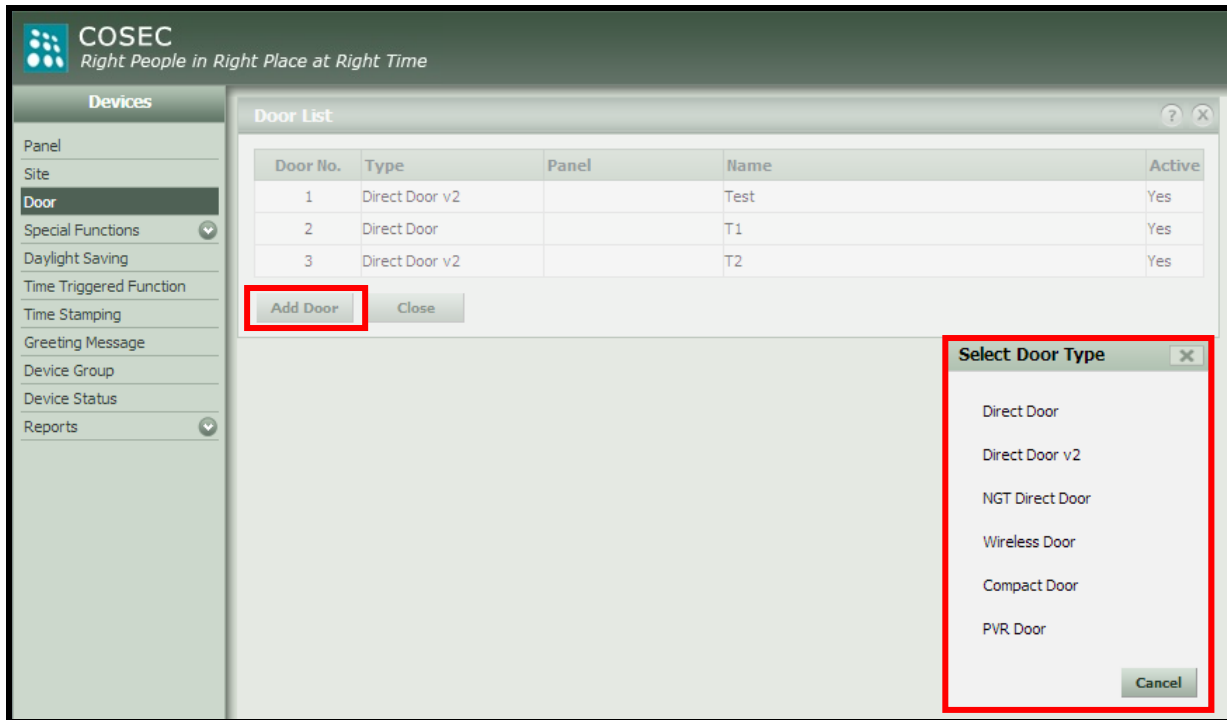 COSEC
Right People in Right Place at Right Time
Devices
Panel
Site
Door
Special Functions
Daylight Saving
Time Triggered Function
Time Stamping
Greeting Message
Device Group
Device Status
Reports
Door List
? X
Door No. Type Panel Name Active
1 Direct Door v2 Test Yes
2 Direct Door T1 Yes
3 Direct Door v2 T2 Yes
Add Door Close
Select Door Type
Direct Door
Direct Door v2
NGT Direct Door
Wireless Door
Compact Door
PVR Door
Cancel